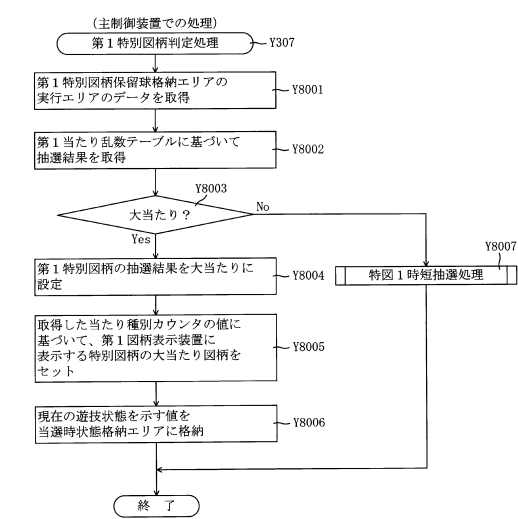 （主制御装置での処理）
第１特別図柄判定処理
Y307
第１特別図柄保留球格納エリアの
実行エリアのデータを取得
Y8001
第１当たり乱数テーブルに基づいて
抽選結果を取得
Y8002
Y8003
大当たり？
No
Yes
Y8007
特図１時短抽選処理
第１特別図柄の抽選結果を大当たりに
設定
Y8004
取得した当たり種別カウンタの値に
基づいて、第１図柄表示装置に
表示する特別図柄の大当たり図柄を
セット
Y8005
現在の遊技状態を示す値を
当選時状態格納エリアに格納
Y8006
終　了